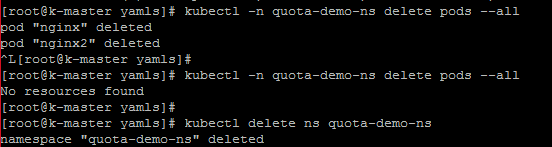 [root@k-master yamls]# kubectl -n quota-demo-ns delete pods --all
pod "nginx" deleted
pod "nginx2" deleted
^L[root@k-master yamls]#
[root@k-master yamls]# kubectl -n quota-demo-ns delete pods --all
No resources found
[root@k-master yamls]#
[root@k-master yamls]# kubectl delete ns quota-demo-ns
namespace "quota-demo-ns" deleted